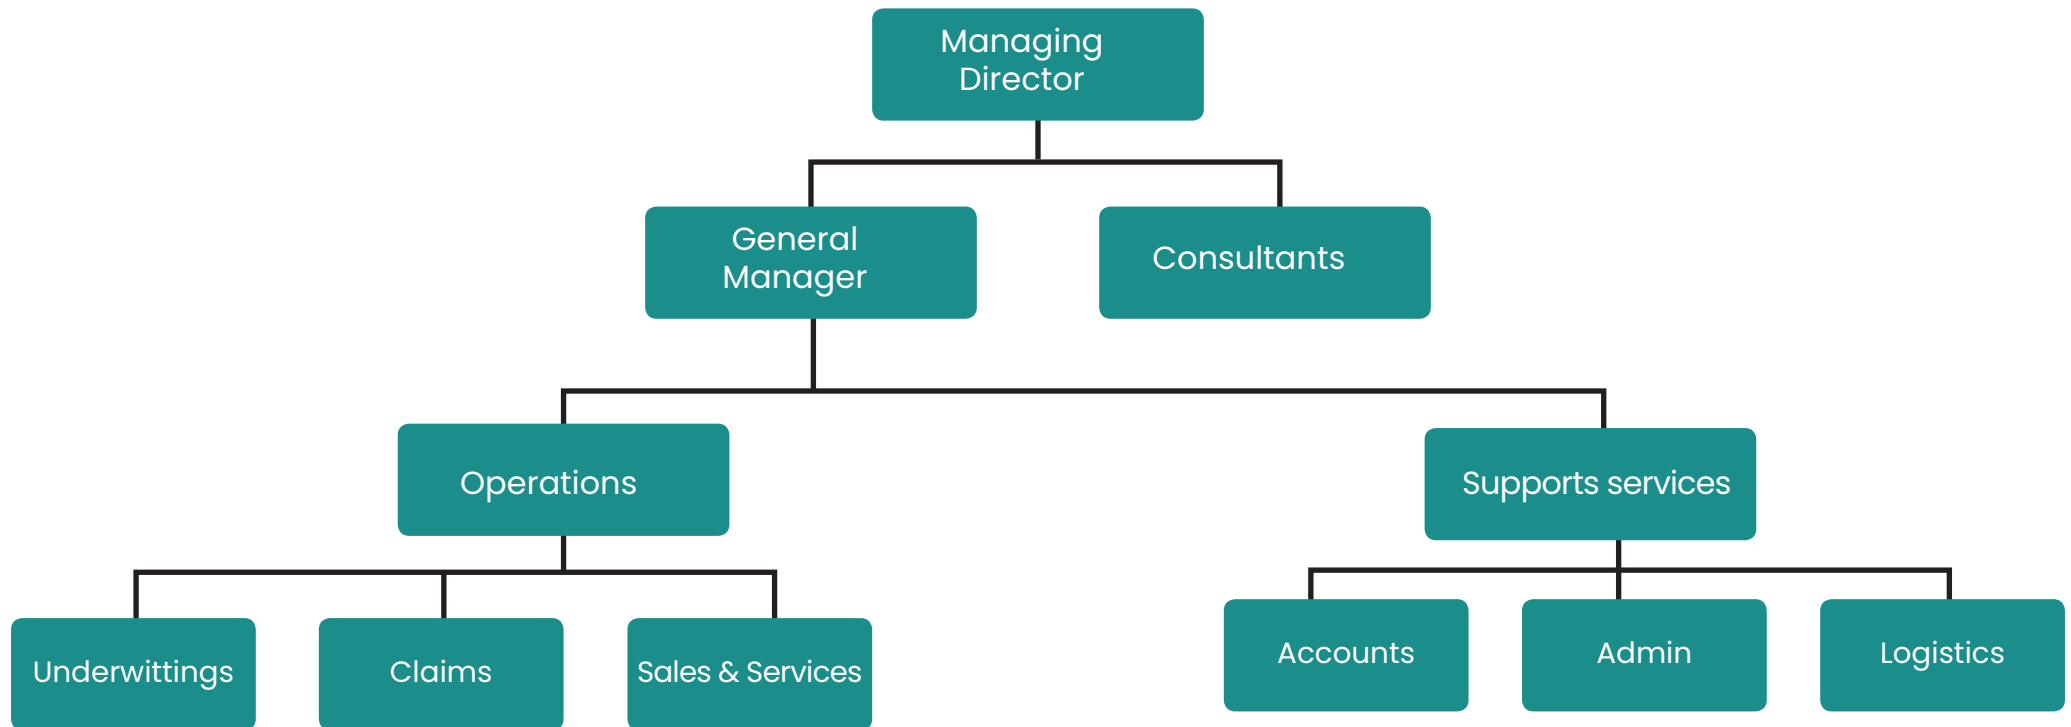 Managing
Director
General
Manager
Consultants
Operations
Supports services
Underwittings
Claims
Sales & Services
Accounts
Admin
Logistics